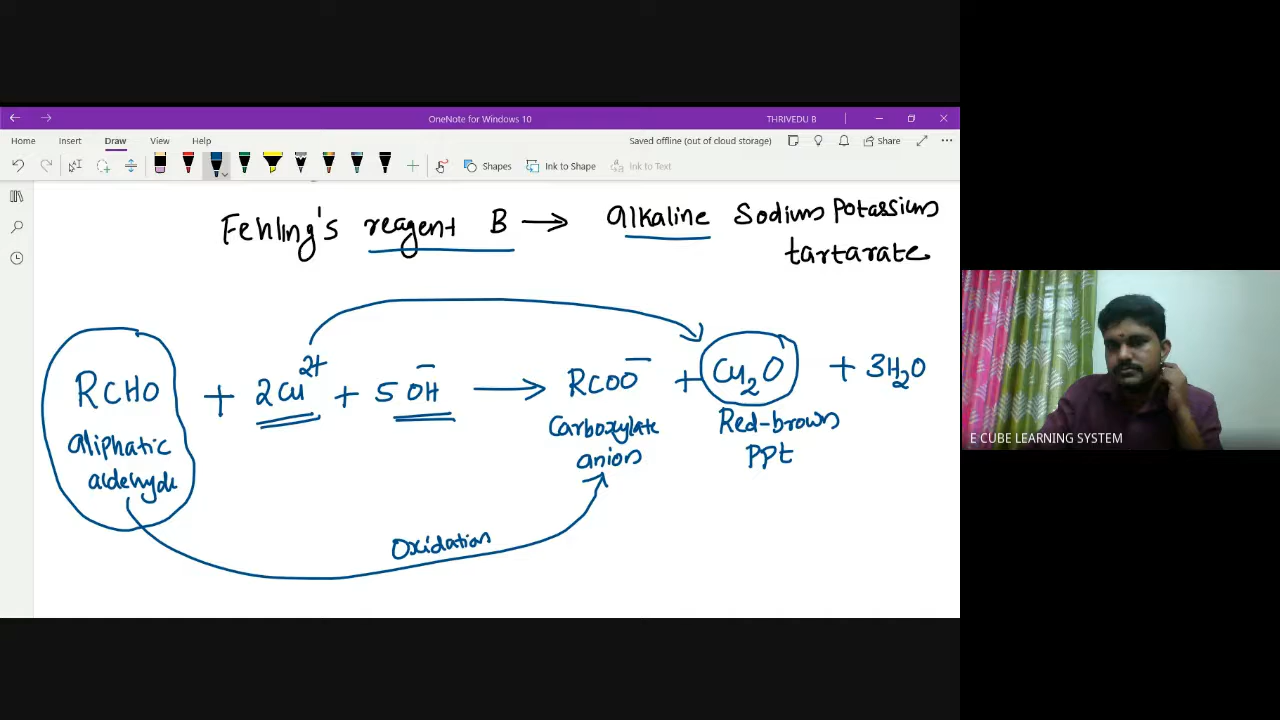 OneNote for Windows 10
THRIVEDU B
Home Insert Draw View Help
Saved offline (out of cloud storage)
Share
Shapes
Ink to Shape
Ink to Text
Fehling's reagent B → alkaline Sodium Potassium
tartarate
RCHO + 2Cu²⁺ + 5 OH⁻ → RCOO⁻ + Cu₂O + 3H₂O
aliphatic
aldehyde
Carboxylate
anion
Red-brown
ppt
Oxidation
E CUBE LEARNING SYSTEM